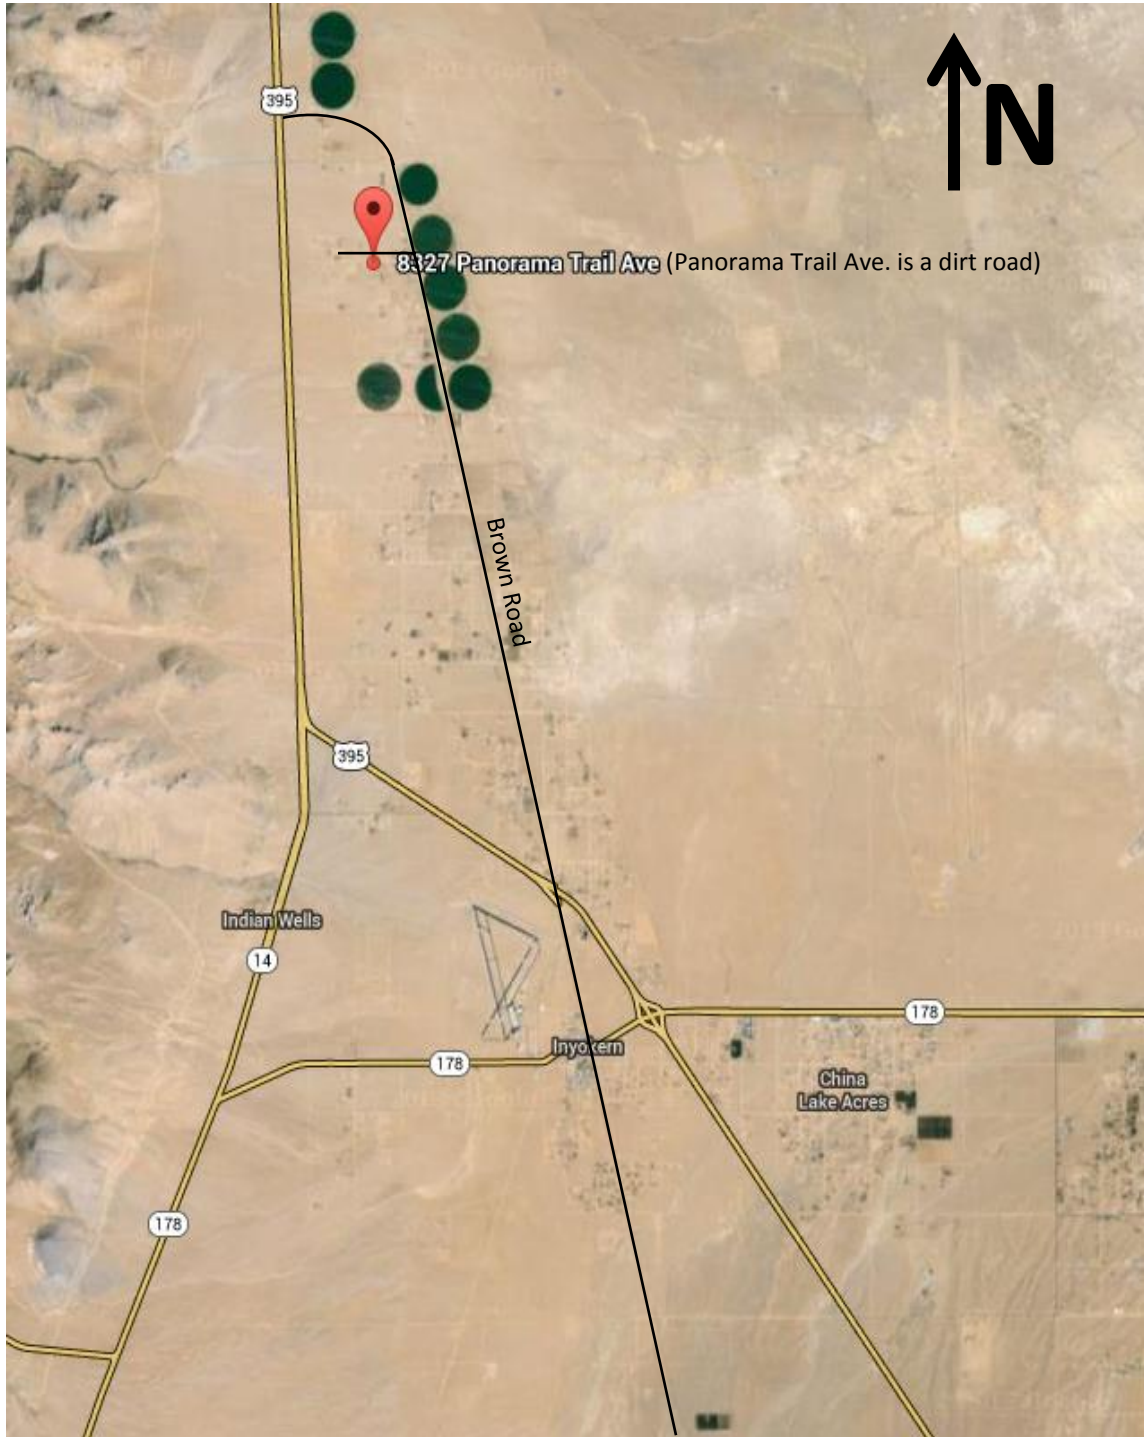 N
395
8327 Panorama Trail Ave (Panorama Trail Ave. is a dirt road)
Brown Road
395
Indian Wells
14
178
Inyokern
178
China
Lake Acres
178